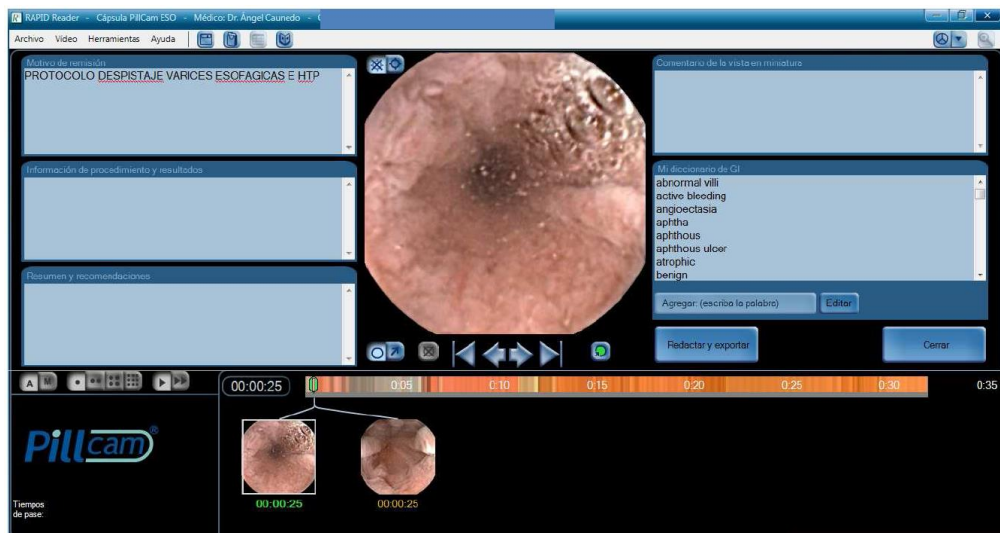 RAPID Reader - Cápsula PillCam ESO - Médico: Dr. Ángel Caunedo -
Archivo Vídeo Herramientas Ayuda
Motivo de remisión
PROTOCOLO DESPISTAJE VARICES ESOFAGICAS E HTP
Información de procedimiento y resultados
Resumen y recomendaciones
Comentario de la vista en miniatura
Mi diccionario de GI
abnormal villi
active bleeding
angioectasia
aphtha
aphthous
aphthous ulcer
atrophic
benign
Agregar: (escriba la palabra)
Editar
Redactar y exportar
Cerrar
A M
00:00:25
0:05 0:10 0:15 0:20 0:25 0:30 0:35
Pillcam®
00:00:25 00:00:25
Tiempos
de pase: